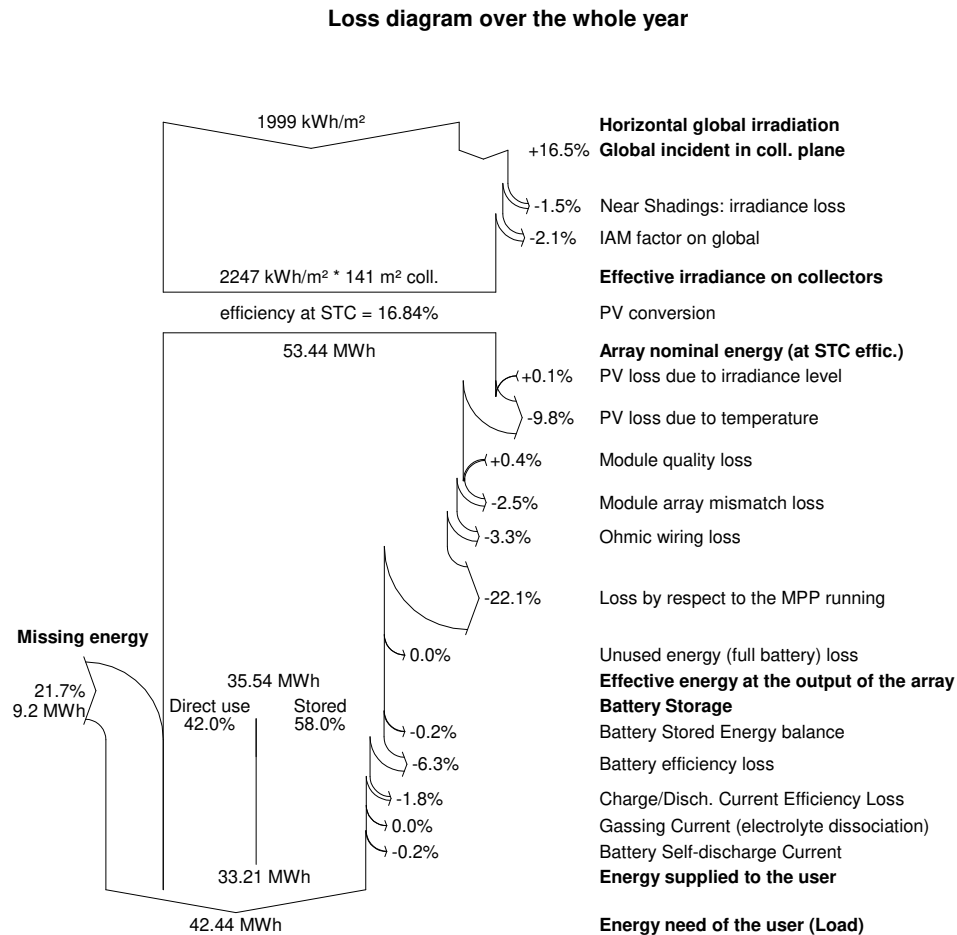 Loss diagram over the whole year
1999 kWh/m²
Horizontal global irradiation
+16.5% Global incident in coll. plane
-1.5% Near Shadings: irradiance loss
-2.1% IAM factor on global
2247 kWh/m² * 141 m² coll. Effective irradiance on collectors
efficiency at STC = 16.84% PV conversion
53.44 MWh Array nominal energy (at STC effic.)
+0.1% PV loss due to irradiance level
-9.8% PV loss due to temperature
+0.4% Module quality loss
-2.5% Module array mismatch loss
-3.3% Ohmic wiring loss
-22.1% Loss by respect to the MPP running
Missing energy
0.0% Unused energy (full battery) loss
35.54 MWh Effective energy at the output of the array
21.7%
9.2 MWh
Direct use Stored Battery Storage
42.0% 58.0%
-0.2% Battery Stored Energy balance
-6.3% Battery efficiency loss
-1.8% Charge/Disch. Current Efficiency Loss
0.0% Gassing Current (electrolyte dissociation)
-0.2% Battery Self-discharge Current
33.21 MWh Energy supplied to the user
42.44 MWh Energy need of the user (Load)